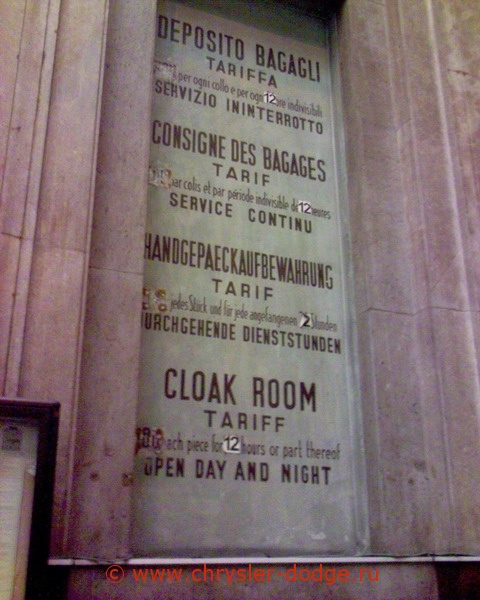 DEPOSITO BAGAGLI
TARIFFA
per ogni collo e per ogni 12 ore indivisibili
SERVIZIO ININTERROTTO
CONSIGNE DES BAGAGES
TARIF
par colis et par période indivisible de 12 heures
SERVICE CONTINU
HANDGEPAECKAUFBEWAHRUNG
TARIF
jedes Stück und für jede angefangenen 12 Stunden
DURCHGEHENDE DIENSTSTUNDEN
CLOAK ROOM
TARIFF
each piece for 12 hours or part thereof
OPEN DAY AND NIGHT
© www.chrysler-dodge.ru